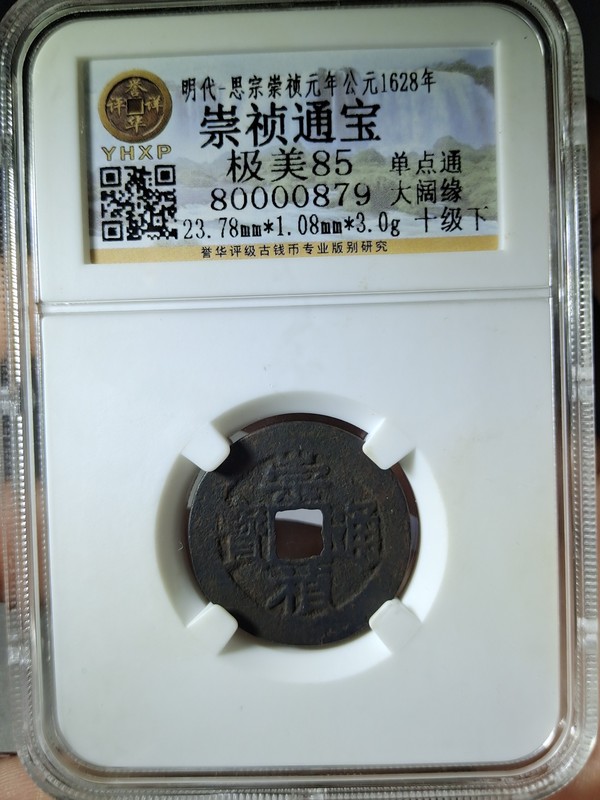 誉华评详
YHXP
明代-思宗崇祯元年公元1628年
崇祯通宝
极美85 单点通
80000879 大阔缘
23.78mm*1.08mm*3.0g 十级下
誉华评级古钱币专业版别研究
崇祯通寶